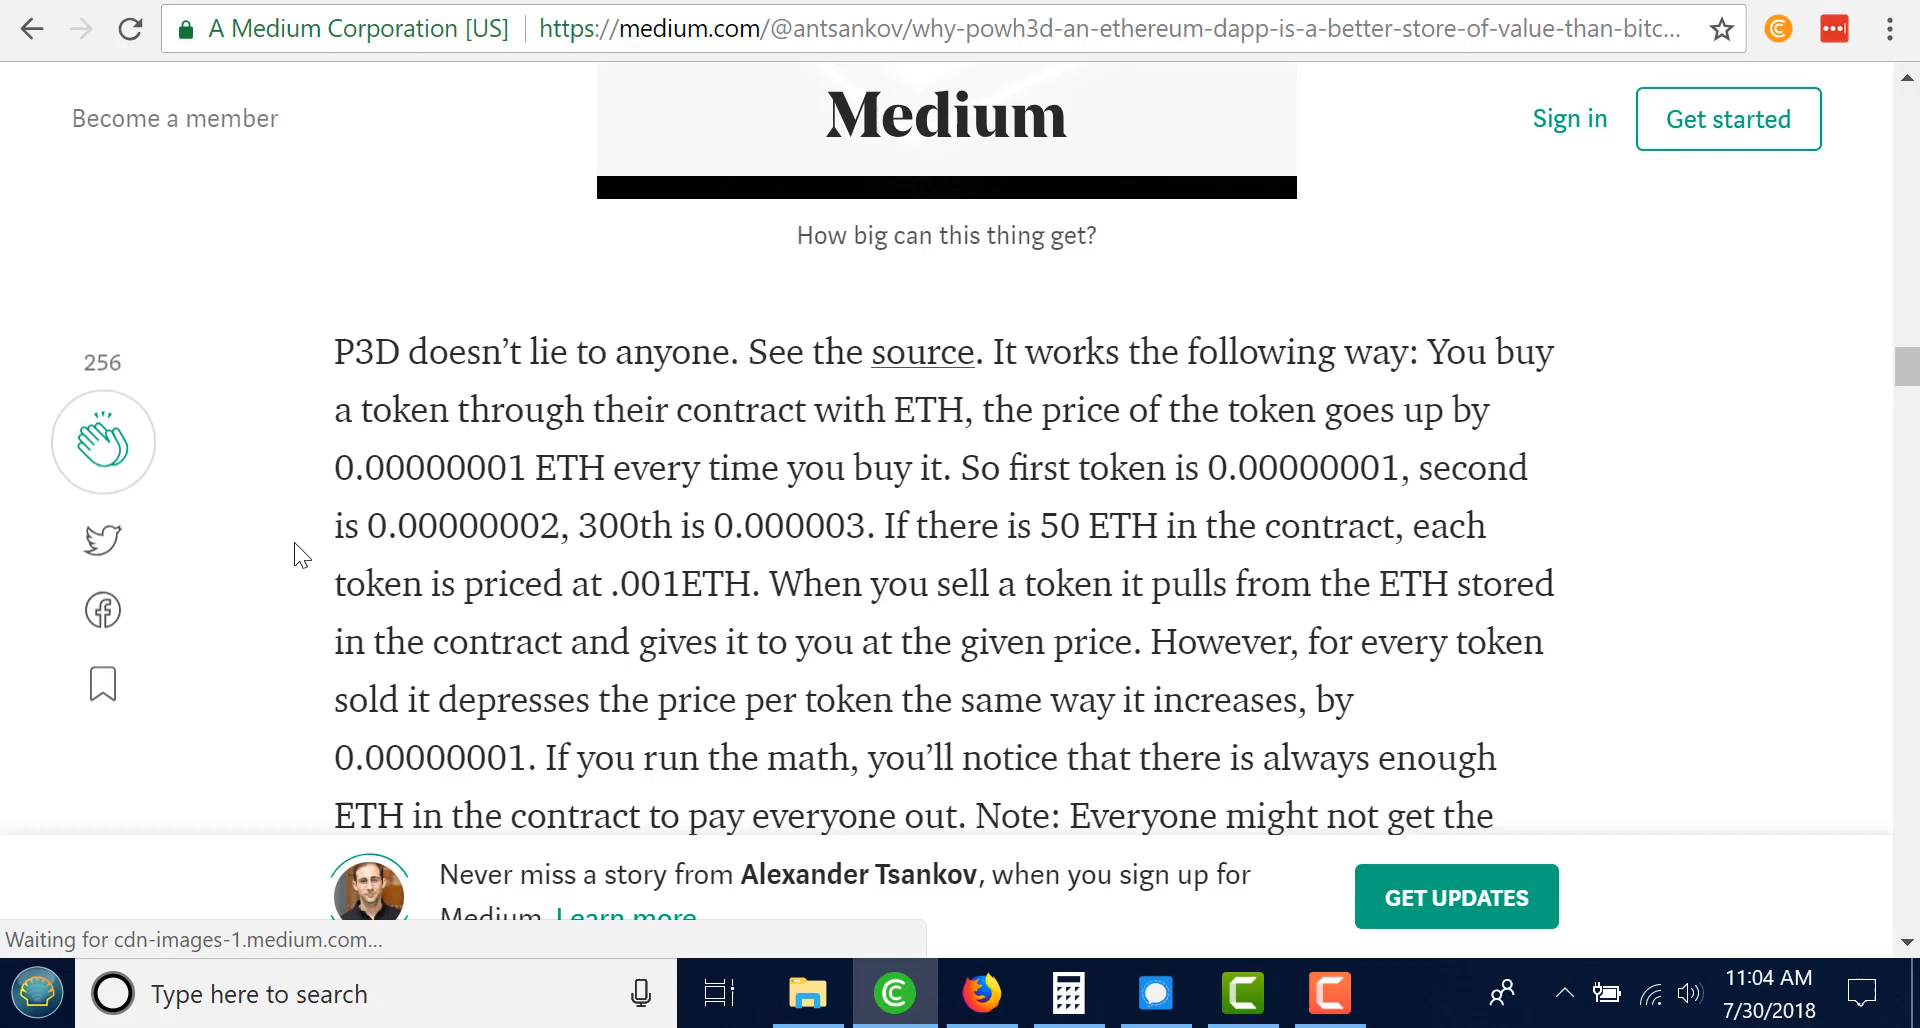 A Medium Corporation [US]
https://medium.com/@antsankov/why-powh3d-an-ethereum-dapp-is-a-better-store-of-value-than-bitc...
Become a member
Medium
Sign in
Get started
How big can this thing get?
256
P3D doesn’t lie to anyone. See the source. It works the following way: You buy
a token through their contract with ETH, the price of the token goes up by
0.00000001 ETH every time you buy it. So first token is 0.00000001, second
is 0.00000002, 300th is 0.000003. If there is 50 ETH in the contract, each
token is priced at .001ETH. When you sell a token it pulls from the ETH stored
in the contract and gives it to you at the given price. However, for every token
sold it depresses the price per token the same way it increases, by
0.00000001. If you run the math, you’ll notice that there is always enough
ETH in the contract to pay everyone out. Note: Everyone might not get the
Never miss a story from Alexander Tsankov, when you sign up for
Medium. Learn more
GET UPDATES
Waiting for cdn-images-1.medium.com...
Type here to search
11:04 AM
7/30/2018